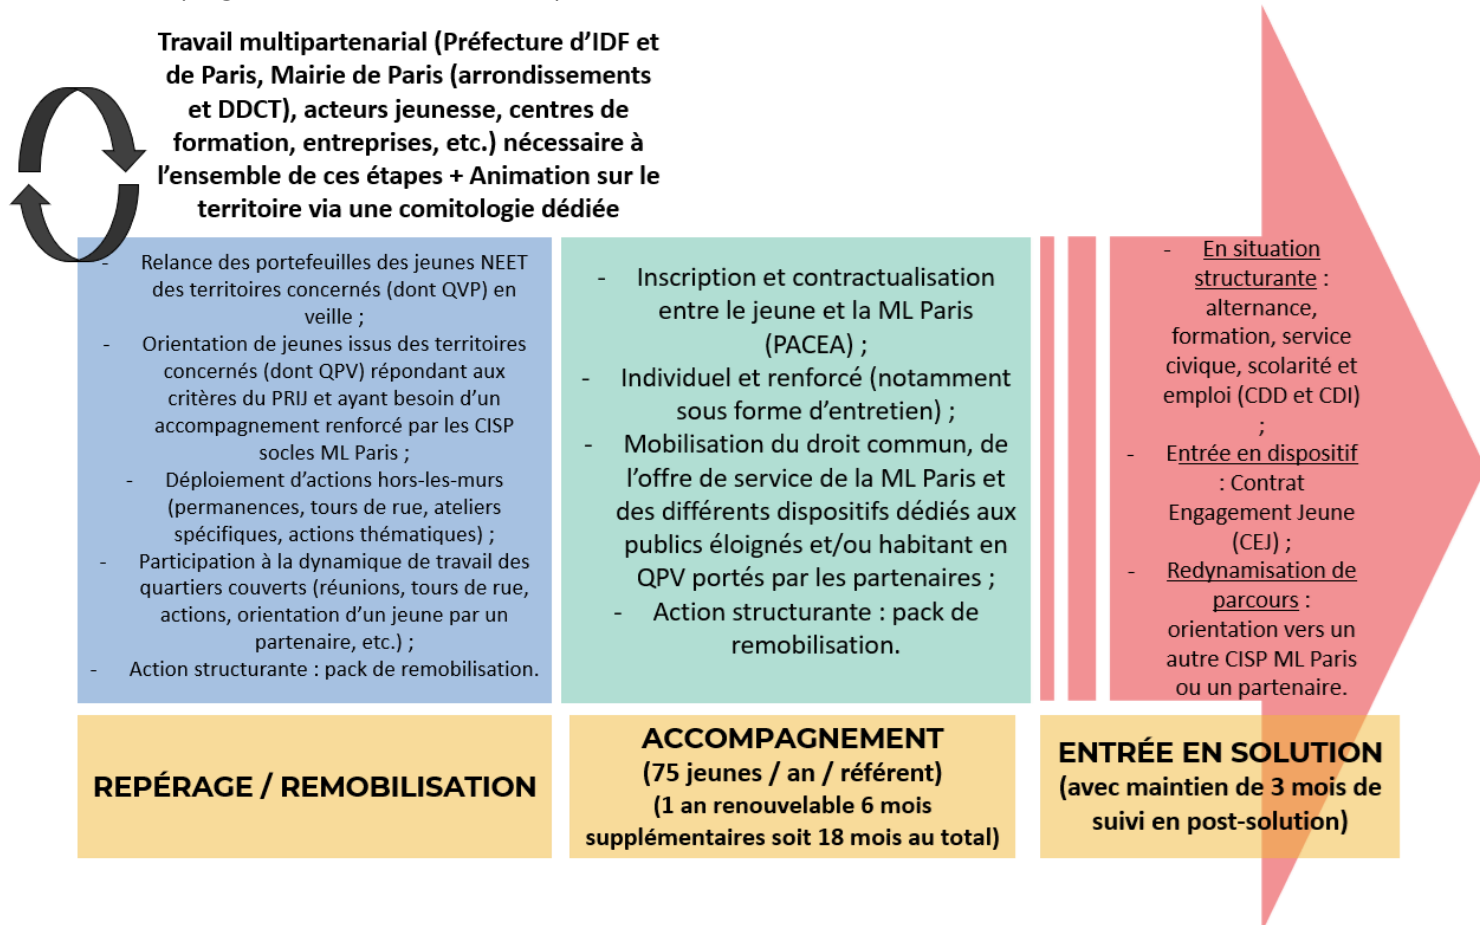 Travail multipartenarial (Préfecture d'IDF et
de Paris, Mairie de Paris (arrondissements
et DDCT), acteurs jeunesse, centres de
formation, entreprises, etc.) nécessaire à
l'ensemble de ces étapes + Animation sur le
territoire via une comitologie dédiée
- Relance des portefeuilles des jeunes NEET
des territoires concernés (dont QVP) en
veille ;
- Orientation de jeunes issus des territoires
concernés (dont QPV) répondant aux
critères du PRIJ et ayant besoin d'un
accompagnement renforcé par les CISP
socles ML Paris ;
- Déploiement d'actions hors-les-murs
(permanences, tours de rue, ateliers
spécifiques, actions thématiques) ;
- Participation à la dynamique de travail des
quartiers couverts (réunions, tours de rue,
actions, orientation d'un jeune par un
partenaire, etc.) ;
- Action structurante : pack de remobilisation.
- Inscription et contractualisation
entre le jeune et la ML Paris
(PACEA) ;
- Individuel et renforcé (notamment
sous forme d'entretien) ;
- Mobilisation du droit commun, de
l'offre de service de la ML Paris et
des différents dispositifs dédiés aux
publics éloignés et/ou habitant en
QPV portés par les partenaires ;
- Action structurante : pack de
remobilisation.
- En situation
structurante :
alternance,
formation, service
civique, scolarité et
emploi (CDD et CDI)
;
- Entrée en dispositif
: Contrat
Engagement Jeune
(CEJ) ;
- Redynamisation de
parcours :
orientation vers un
autre CISP ML Paris
ou un partenaire.
REPÉRAGE / REMOBILISATION
ACCOMPAGNEMENT
(75 jeunes / an / référent)
(1 an renouvelable 6 mois
supplémentaires soit 18 mois au total)
ENTRÉE EN SOLUTION
(avec maintien de 3 mois de
suivi en post-solution)